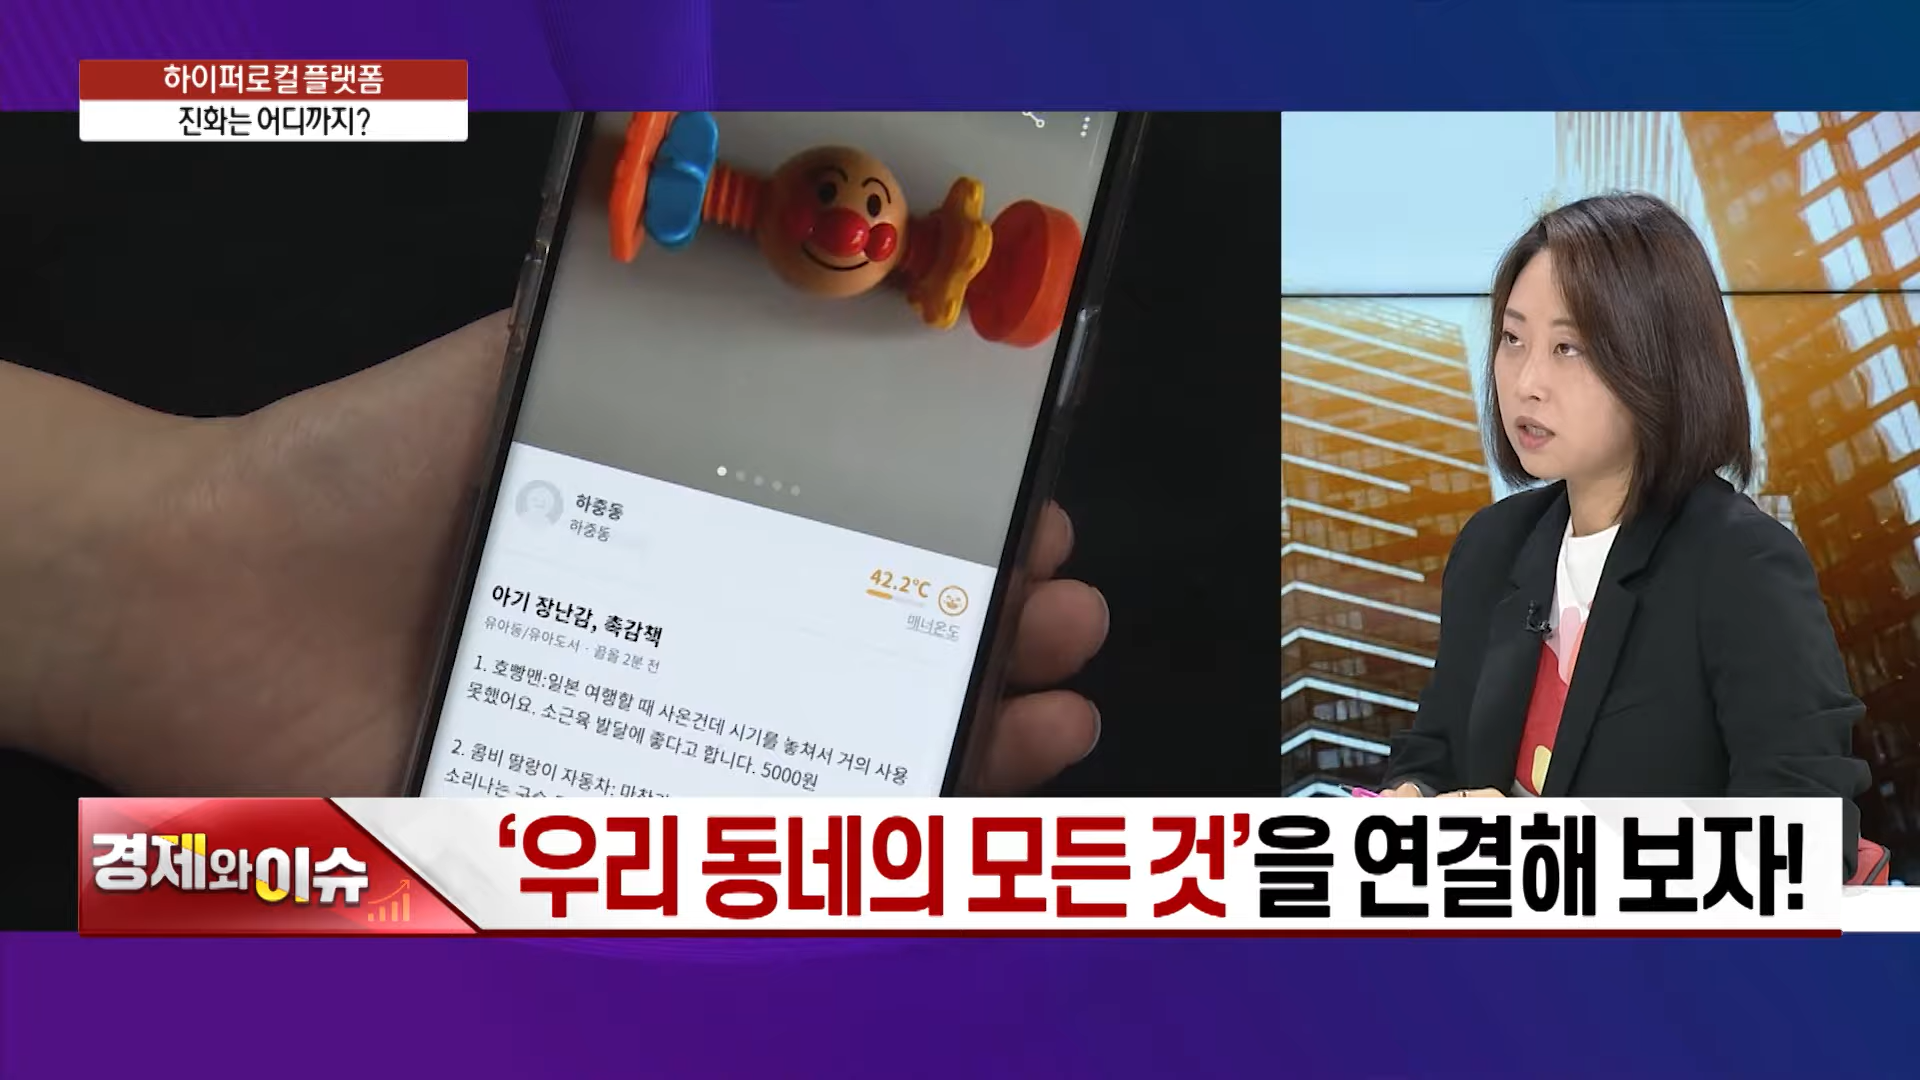 하이퍼로컬 플랫폼
진화는 어디까지?
하중동
하중동
42.2°C
매너온도
아기 장난감, 촉감책
유아동/유아도서 · 끌올 2분 전
1. 호빵맨:일본 여행할 때 사온건데 시기를 놓쳐서 거의 사용
못했어요. 소근육 발달에 좋다고 합니다. 5000원
2. 콤비 딸랑이 자동차:
소리나는
경제와이슈
‘우리 동네의 모든 것’을 연결해 보자!